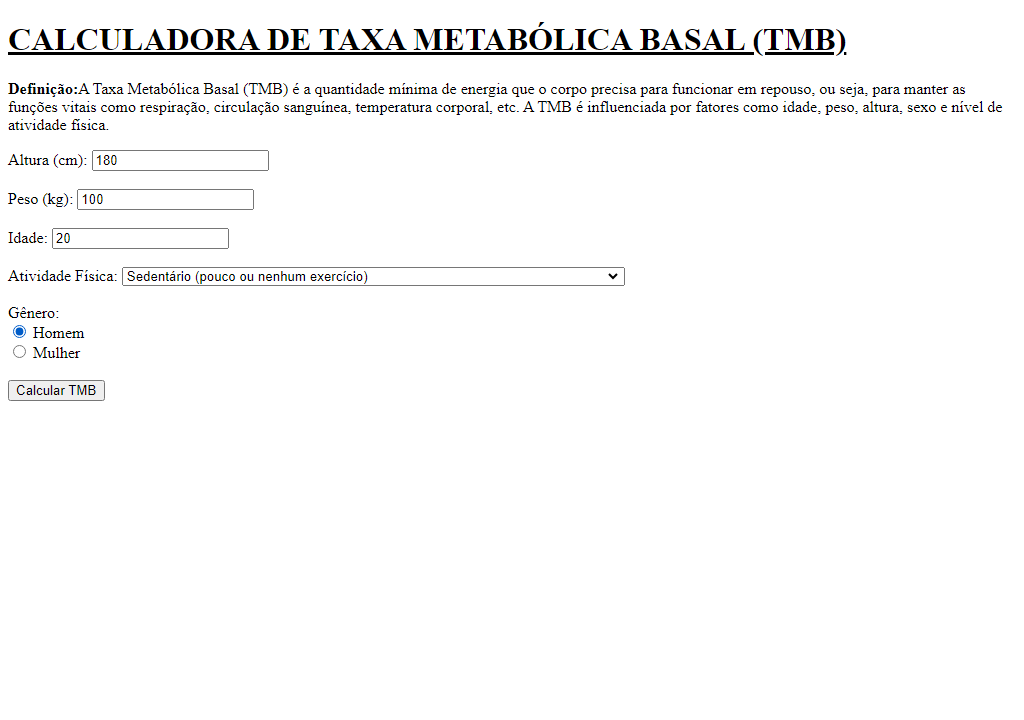 CALCULADORA DE TAXA METABÓLICA BASAL (TMB)
Definição:A Taxa Metabólica Basal (TMB) é a quantidade mínima de energia que o corpo precisa para funcionar em repouso, ou seja, para manter as
funções vitais como respiração, circulação sanguínea, temperatura corporal, etc. A TMB é influenciada por fatores como idade, peso, altura, sexo e nível de
atividade física.
Altura (cm): 180
Peso (kg): 100
Idade: 20
Atividade Física: Sedentário (pouco ou nenhum exercício)
Gênero:
Homem
Mulher
Calcular TMB